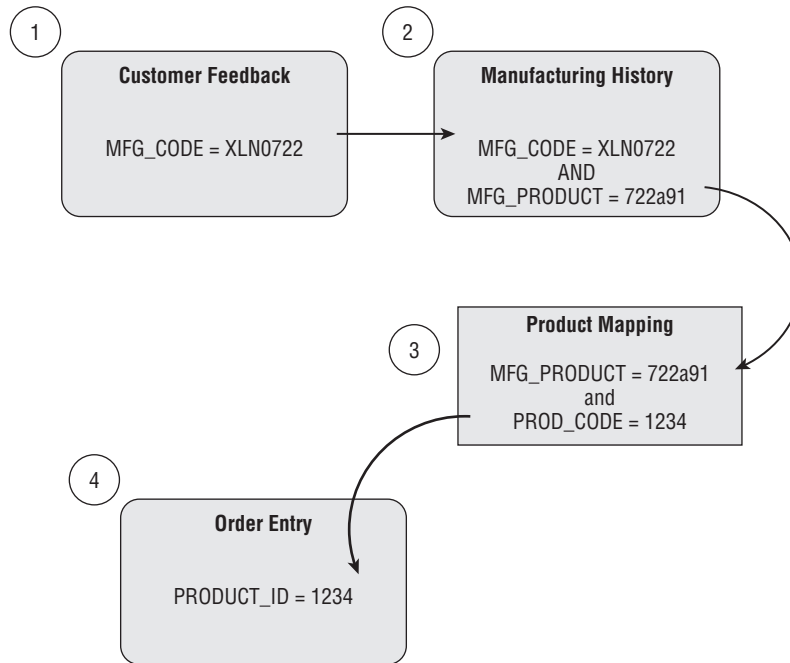 1
Customer Feedback
MFG_CODE = XLN0722
2
Manufacturing History
MFG_CODE = XLN0722
AND
MFG_PRODUCT = 722a91
3
Product Mapping
MFG_PRODUCT = 722a91
and
PROD_CODE = 1234
4
Order Entry
PRODUCT_ID = 1234